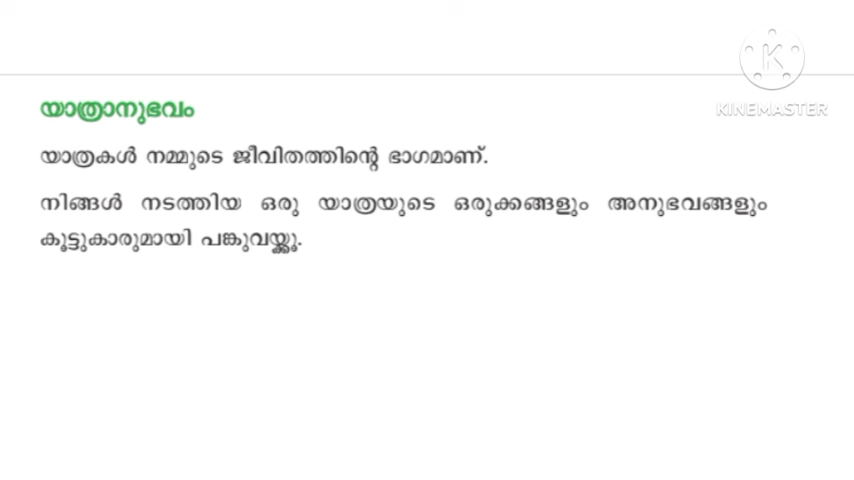 KINEMASTER
യാത്രാനുഭവം
യാത്രകൾ നമ്മുടെ ജീവിതത്തിന്റെ ഭാഗമാണ്.
നിങ്ങൾ നടത്തിയ ഒരു യാത്രയുടെ ഒരുക്കങ്ങളും അനുഭവങ്ങളും
കൂട്ടുകാരുമായി പങ്കുവയ്ക്കൂ.